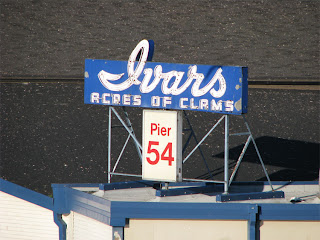 Ivars
ACRES OF CLAMS
Pier
54